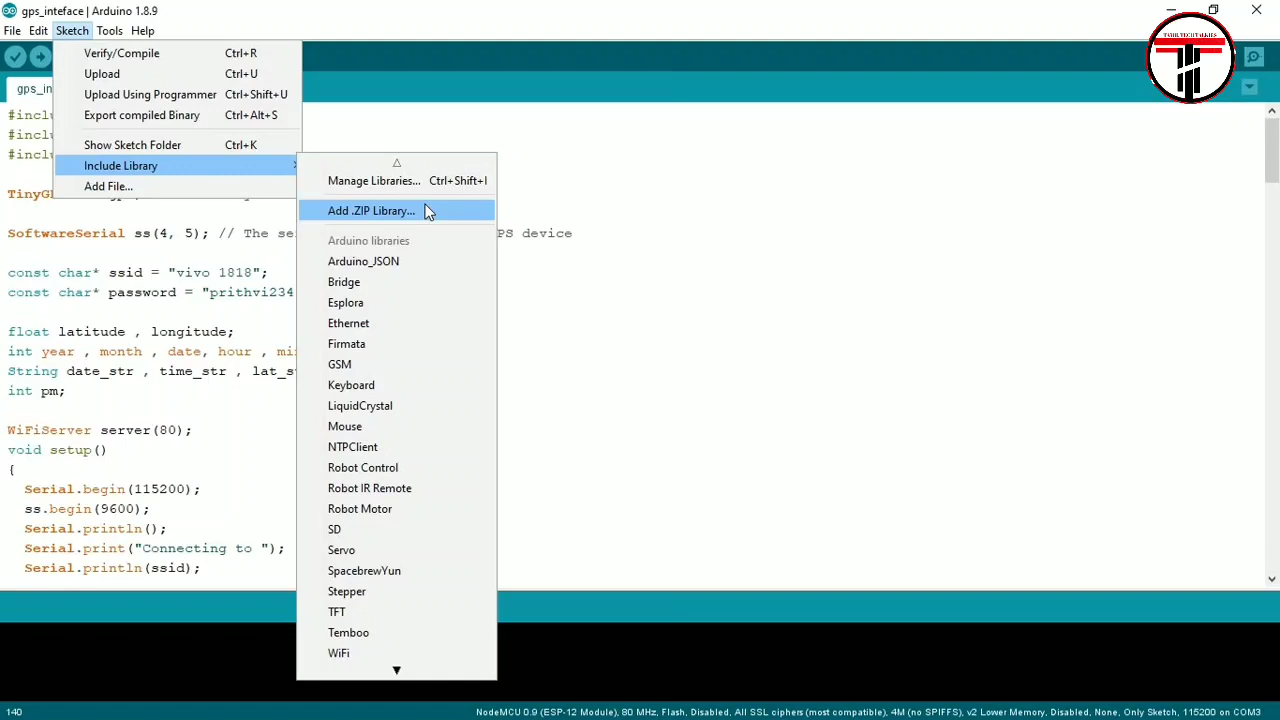 gps_inteface | Arduino 1.8.9
File Edit Sketch Tools Help
Verify/Compile Ctrl+R
Upload Ctrl+U
Upload Using Programmer Ctrl+Shift+U
Export compiled Binary Ctrl+Alt+S
Show Sketch Folder Ctrl+K
Include Library
Add File...
Manage Libraries... Ctrl+Shift+I
Add .ZIP Library...
Arduino libraries
Arduino_JSON
Bridge
Esplora
Ethernet
Firmata
GSM
Keyboard
LiquidCrystal
Mouse
NTPClient
Robot Control
Robot IR Remote
Robot Motor
SD
Servo
SpacebrewYun
Stepper
TFT
Temboo
WiFi
TAMILTECHTALKIES
gps_in
#inclu
#inclu
#inclu
TinyG
SoftwareSerial ss(4, 5); // The se PS device
const char* ssid = "vivo 1818";
const char* password = "prithvi234
float latitude , longitude;
int year , month , date, hour , mi
String date_str , time_str , lat_s
int pm;
WiFiServer server(80);
void setup()
{
Serial.begin(115200);
ss.begin(9600);
Serial.println();
Serial.print("Connecting to ");
Serial.println(ssid);
140
NodeMCU 0.9 (ESP-12 Module), 80 MHz, Flash, Disabled, All SSL ciphers (most compatible), 4M (no SPIFFS), v2 Lower Memory, Disabled, None, Only Sketch, 115200 on COM3